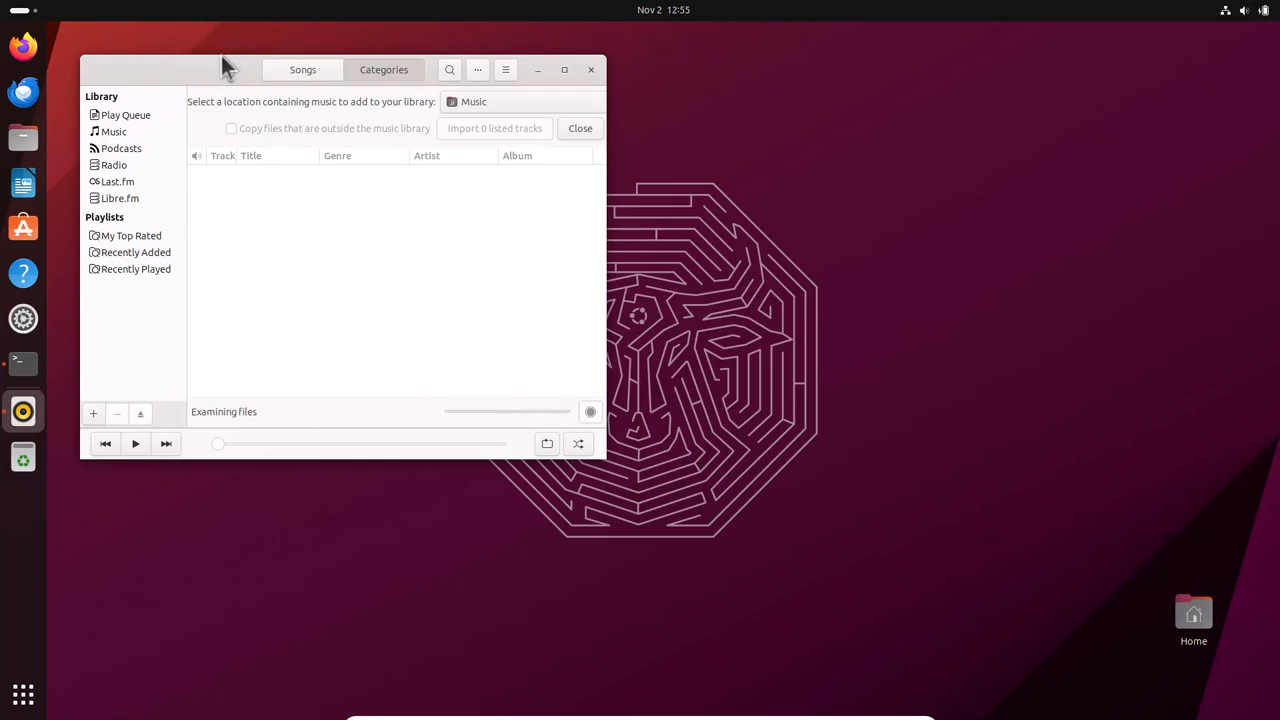 Nov 2 12:55
Songs
Categories
Library
Play Queue
Music
Podcasts
Radio
Last.fm
Libre.fm
Playlists
My Top Rated
Recently Added
Recently Played
Select a location containing music to add to your library:
Music
Copy files that are outside the music library
Import 0 listed tracks
Close
Track
Title
Genre
Artist
Album
Examining files
Home